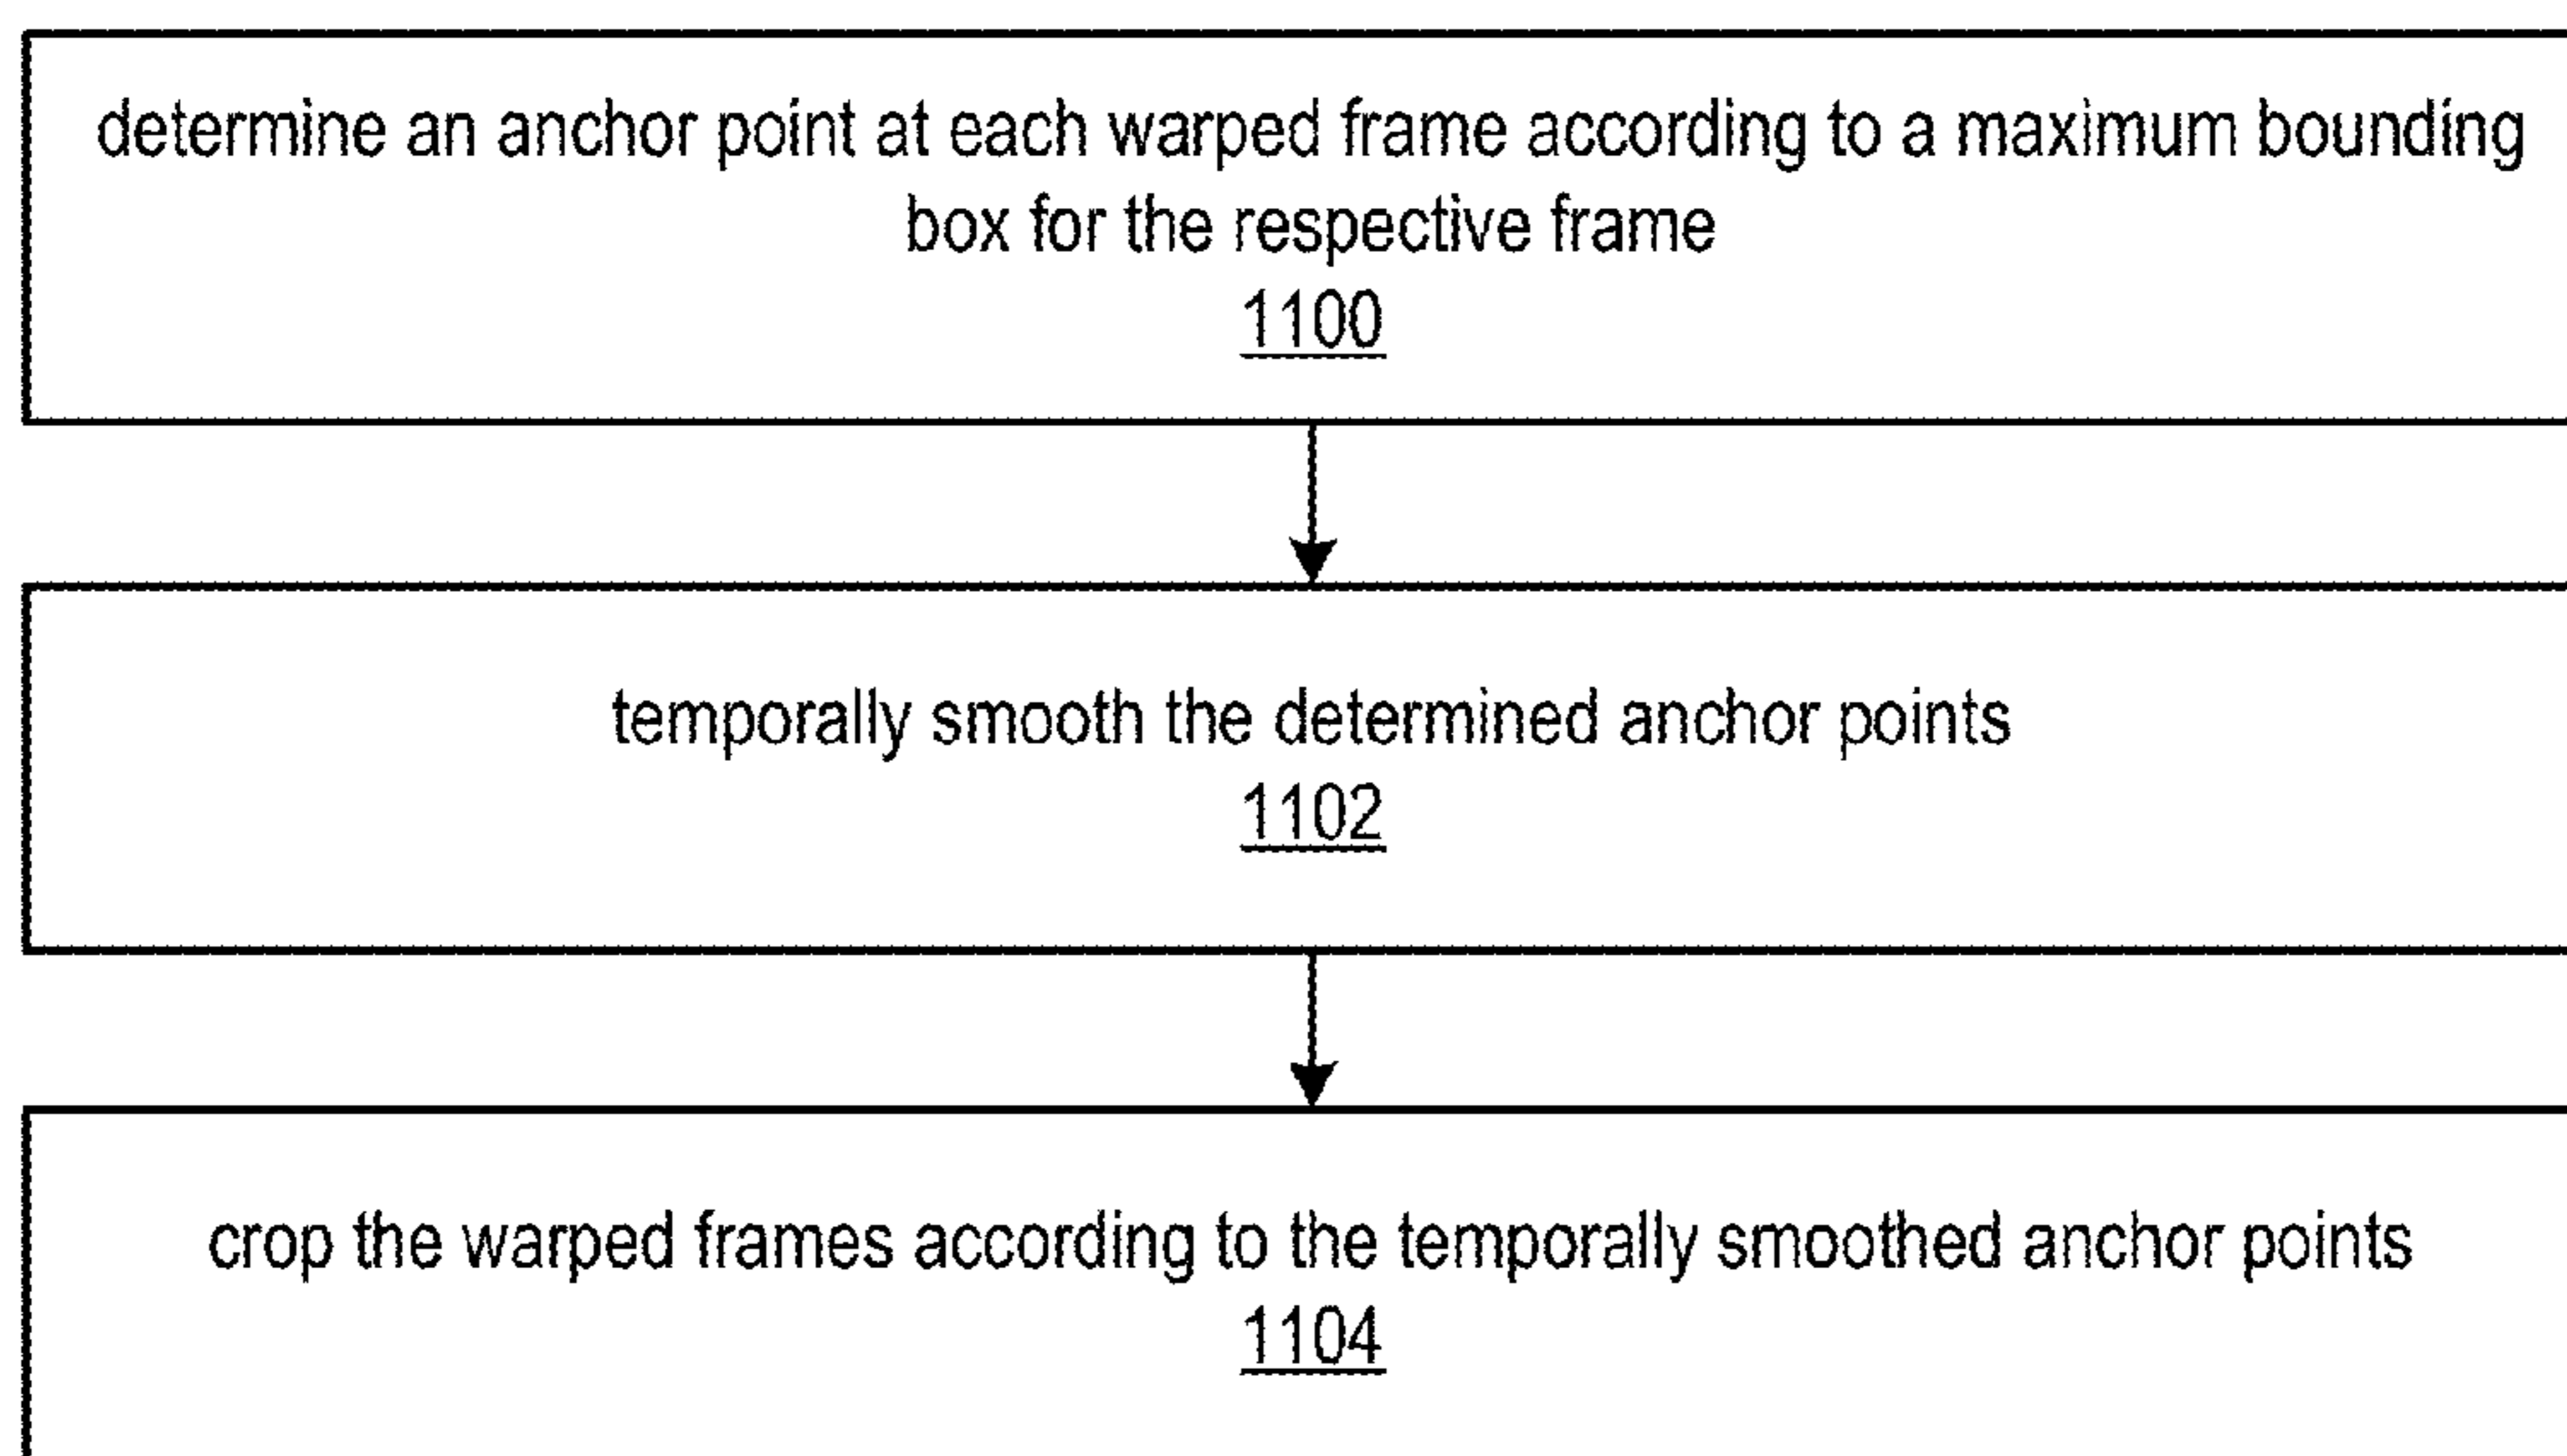 determine an anchor point at each warped frame according to a maximum bounding
box for the respective frame
1100
temporally smooth the determined anchor points
1102
crop the warped frames according to the temporally smoothed anchor points
1104